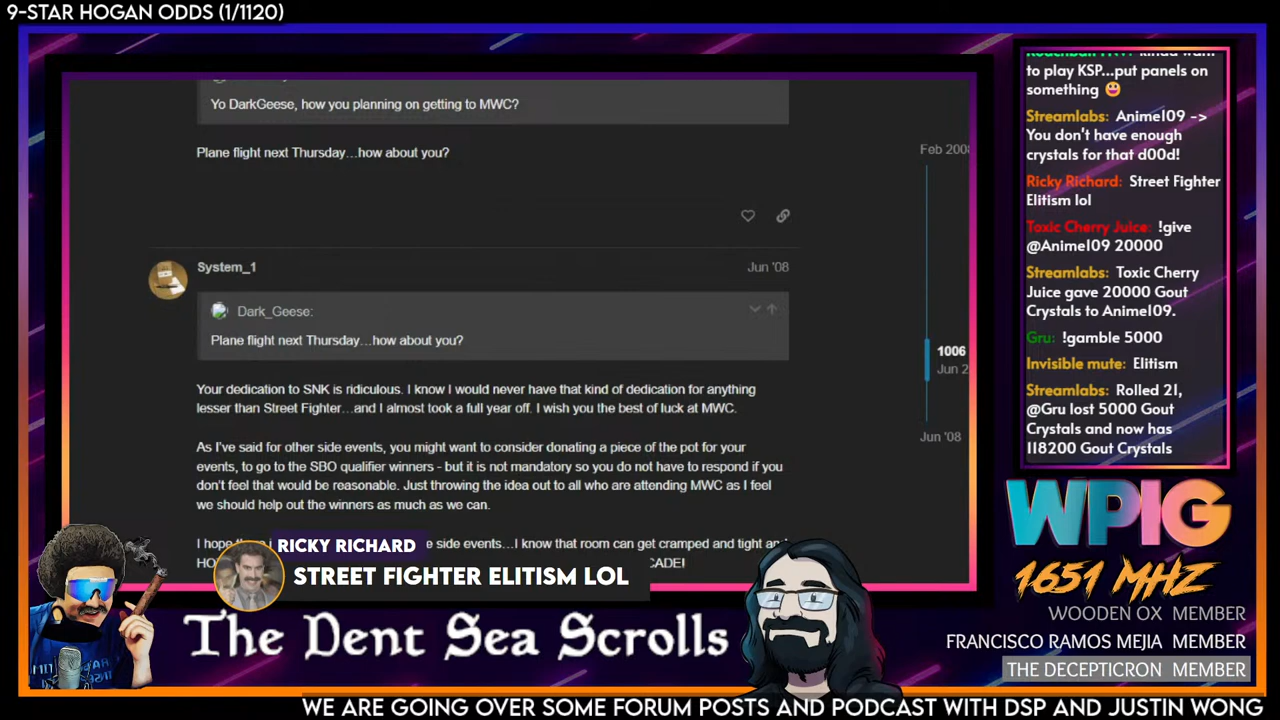 9-STAR HOGAN ODDS (1/1120)
Yo DarkGeese, how you planning on getting to MWC?
Plane flight next Thursday…how about you?
System_1
Jun '08
Dark_Geese:
Plane flight next Thursday…how about you?
Your dedication to SNK is ridiculous. I know I would never have that kind of dedication for anything
lesser than Street Fighter…and I almost took a full year off. I wish you the best of luck at MWC.
As I've said for other side events, you might want to consider donating a piece of the pot for your
events, to go to the SBO qualifier winners - but it is not mandatory so you do not have to respond if you
don't feel that would be reasonable. Just throwing the idea out to all who are attending MWC as I feel
we should help out the winners as much as we can.
I hope
side events…I know that room can get cramped and tight and
Feb 2008
1006
Jun 2
Jun '08
to play KSP...put panels on
something
Streamlabs: Anime109 ->
You don't have enough
crystals for that d00d!
Ricky Richard: Street Fighter
Elitism lol
Toxic Cherry Juice: !give
@Anime109 20000
Streamlabs: Toxic Cherry
Juice gave 20000 Gout
Crystals to Anime109.
Gru: !gamble 5000
Invisible mute: Elitism
Streamlabs: Rolled 21,
@Gru lost 5000 Gout
Crystals and now has
118200 Gout Crystals
RICKY RICHARD
STREET FIGHTER ELITISM LOL
The Dent Sea Scrolls
WPIG
1651 MHZ
WOODEN OX MEMBER
FRANCISCO RAMOS MEJIA MEMBER
THE DECEPTICRON MEMBER
WE ARE GOING OVER SOME FORUM POSTS AND PODCAST WITH DSP AND JUSTIN WONG